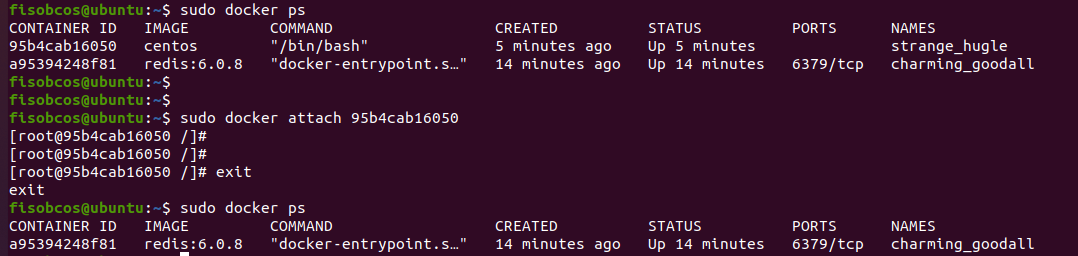 fisobcos@ubuntu:~$ sudo docker ps
CONTAINER ID   IMAGE         COMMAND                  CREATED          STATUS          PORTS      NAMES
95b4cab16050   centos        "/bin/bash"              5 minutes ago    Up 5 minutes               strange_hugle
a95394248f81   redis:6.0.8   "docker-entrypoint.s…"   14 minutes ago   Up 14 minutes   6379/tcp   charming_goodall
fisobcos@ubuntu:~$
fisobcos@ubuntu:~$
fisobcos@ubuntu:~$ sudo docker attach 95b4cab16050
[root@95b4cab16050 /]#
[root@95b4cab16050 /]#
[root@95b4cab16050 /]# exit
exit
fisobcos@ubuntu:~$ sudo docker ps
CONTAINER ID   IMAGE         COMMAND                  CREATED          STATUS          PORTS      NAMES
a95394248f81   redis:6.0.8   "docker-entrypoint.s…"   14 minutes ago   Up 14 minutes   6379/tcp   charming_goodall